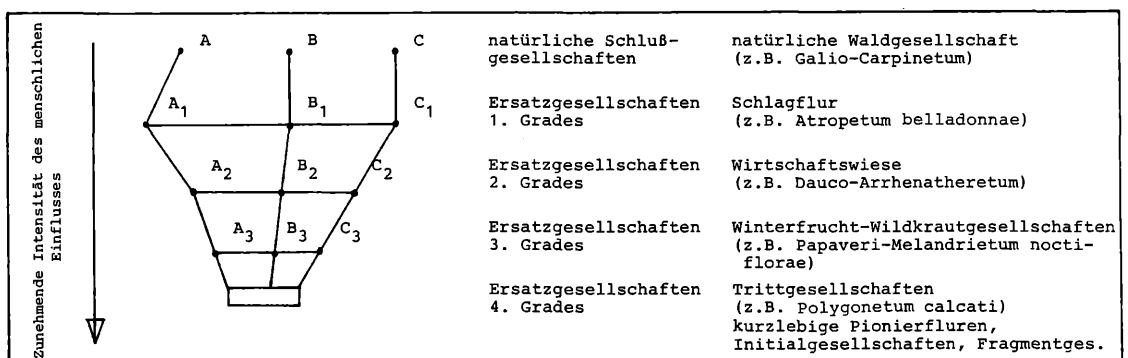 Zunehmende Intensität des menschlichen
Einflusses
A B C
A1 B1 C1
A2 B2 C2
A3 B3 C3
natürliche Schluß-
gesellschaften
natürliche Waldgesellschaft
(z.B. Galio-Carpinetum)
Ersatzgesellschaften
1. Grades
Schlagflur
(z.B. Atropetum belladonnae)
Ersatzgesellschaften
2. Grades
Wirtschaftswiese
(z.B. Dauco-Arrhenatheretum)
Ersatzgesellschaften
3. Grades
Winterfrucht-Wildkrautgesellschaften
(z.B. Papaveri-Melandrietum nocti-
florae)
Ersatzgesellschaften
4. Grades
Trittgesellschaften
(z.B. Polygonetum calcati)
kurzlebige Pionierfluren,
Initialgesellschaften, Fragmentges.